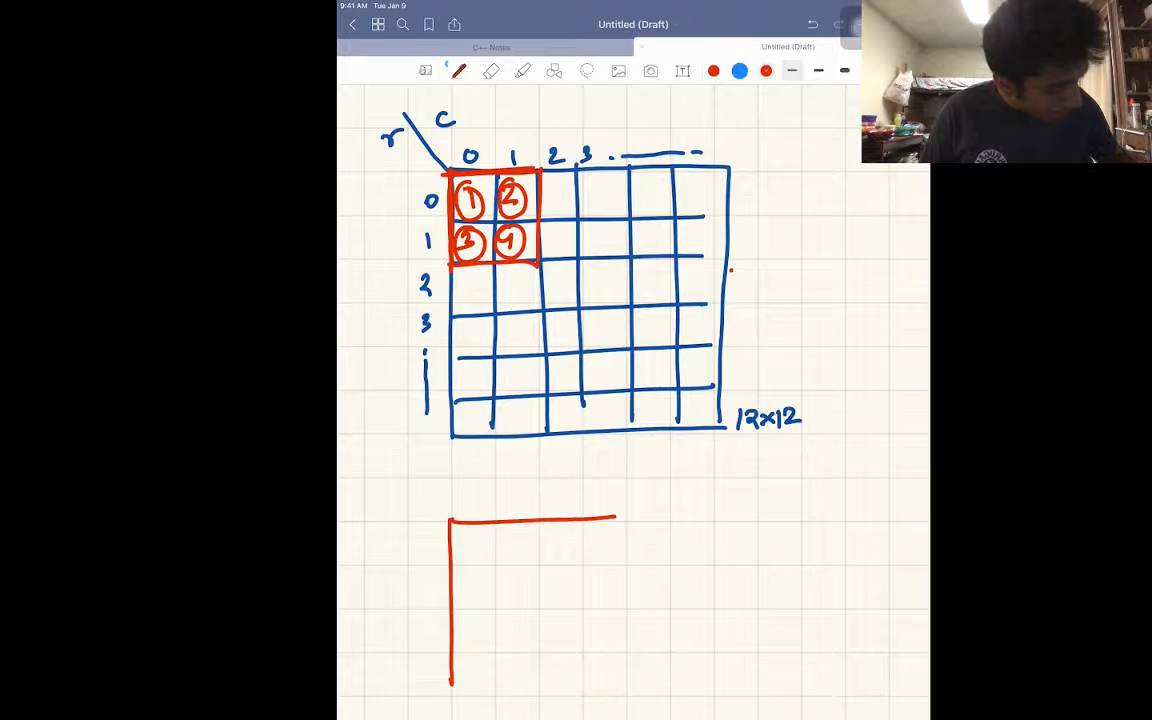 9:41 AM Tue Jan 9
Untitled (Draft)
C++ Notes
Untitled (Draft)
T
r c
0 1 2 3 . — -
0 1 2
1 3 4
2
3
12x12